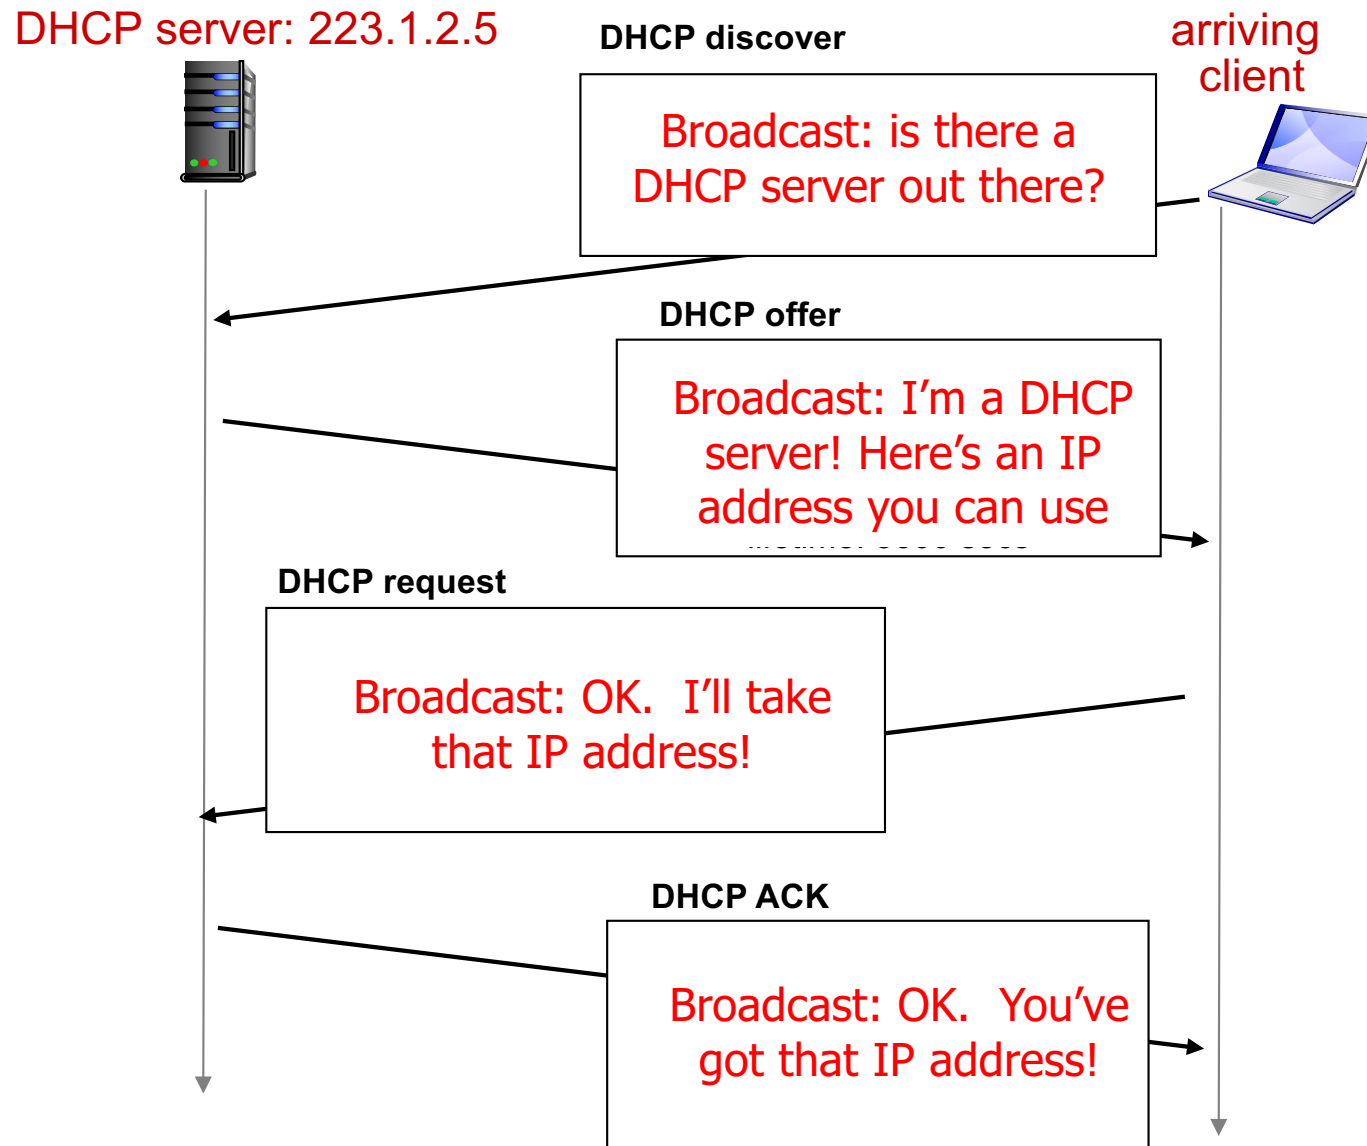 DHCP server: 223.1.2.5
DHCP discover
arriving
client
Broadcast: is there a
DHCP server out there?
DHCP offer
Broadcast: I’m a DHCP
server! Here’s an IP
address you can use
DHCP request
Broadcast: OK.  I’ll take
that IP address!
DHCP ACK
Broadcast: OK.  You’ve
got that IP address!